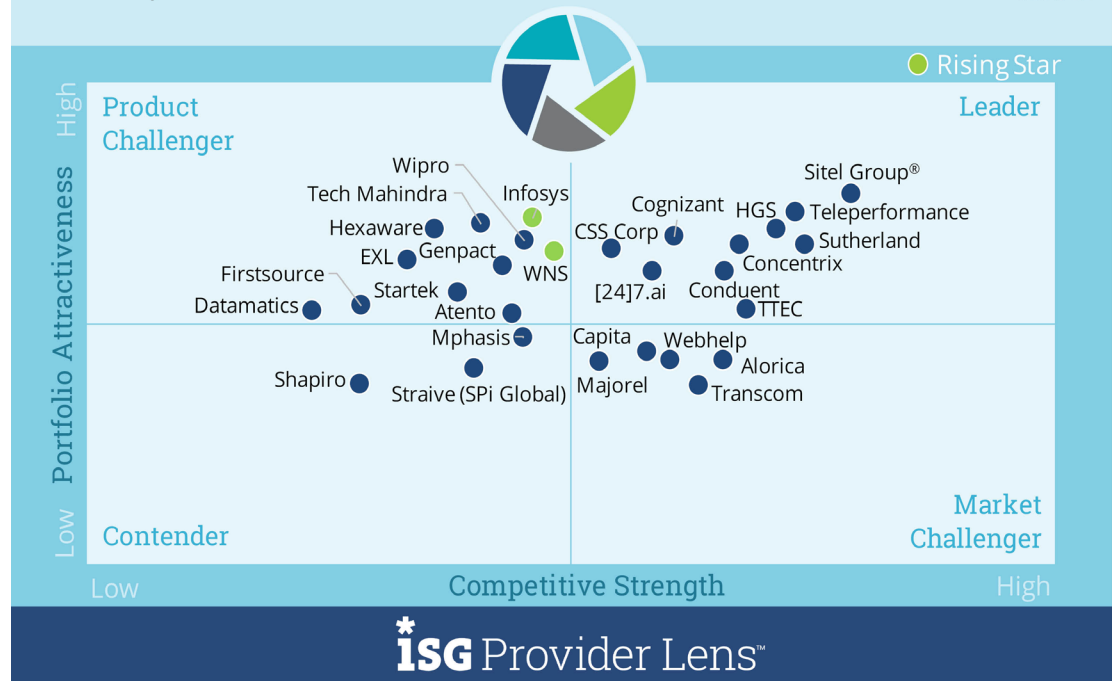 Rising Star
High
Product
Challenger
Leader
Wipro
Tech Mahindra
Infosys
Sitel Group®
Cognizant
HGS
Teleperformance
Hexaware
CSS Corp
Sutherland
EXL
Genpact
WNS
Concentrix
Firstsource
Startek
[24]7.ai
Conduent
Datamatics
Atento
TTEC
Mphasis
Capita
Webhelp
Alorica
Shapiro
Straive (SPi Global)
Majorel
Transcom
Portfolio Attractiveness
Low
Contender
Market
Challenger
Low
Competitive Strength
High
*
iSG Provider Lens™